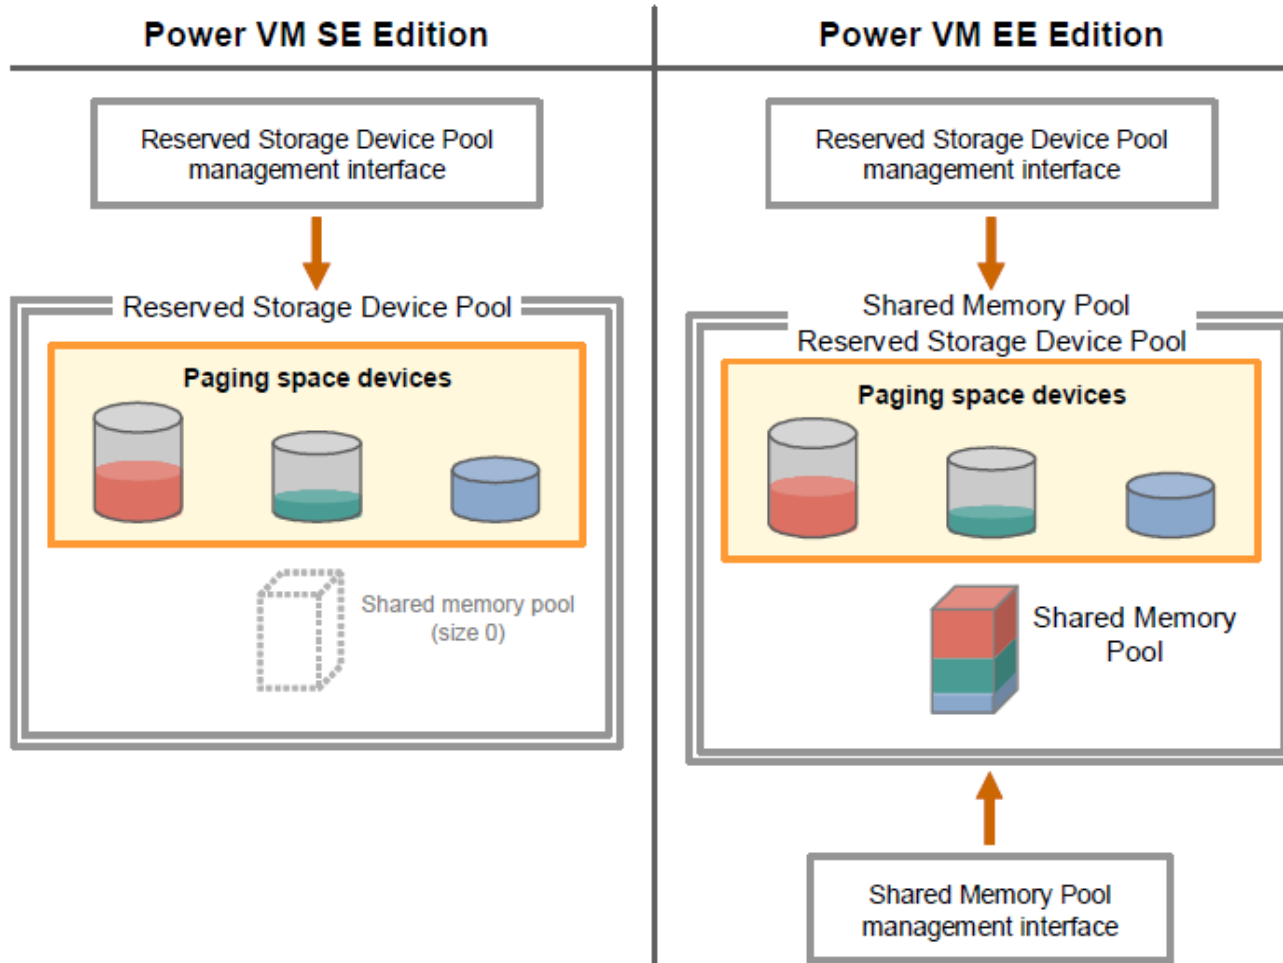 Power VM SE Edition
Reserved Storage Device Pool
management interface
Reserved Storage Device Pool
Paging space devices
Shared memory pool
(size 0)
Power VM EE Edition
Reserved Storage Device Pool
management interface
Shared Memory Pool
Reserved Storage Device Pool
Paging space devices
Shared Memory
Pool
Shared Memory Pool
management interface